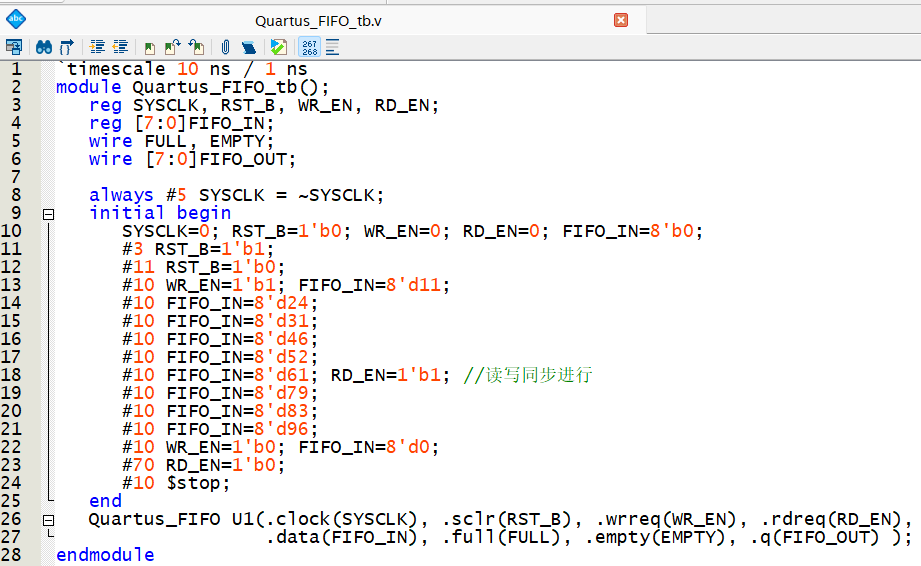 abc
Quartus_FIFO_tb.v
267
268
1 `timescale 10 ns / 1 ns
2 module Quartus_FIFO_tb();
3 reg SYSCLK, RST_B, WR_EN, RD_EN;
4 reg [7:0]FIFO_IN;
5 wire FULL, EMPTY;
6 wire [7:0]FIFO_OUT;
7
8 always #5 SYSCLK = ~SYSCLK;
9 initial begin
10 SYSCLK=0; RST_B=1'b0; WR_EN=0; RD_EN=0; FIFO_IN=8'b0;
11 #3 RST_B=1'b1;
12 #11 RST_B=1'b0;
13 #10 WR_EN=1'b1; FIFO_IN=8'd11;
14 #10 FIFO_IN=8'd24;
15 #10 FIFO_IN=8'd31;
16 #10 FIFO_IN=8'd46;
17 #10 FIFO_IN=8'd52;
18 #10 FIFO_IN=8'd61; RD_EN=1'b1; //读写同步进行
19 #10 FIFO_IN=8'd79;
20 #10 FIFO_IN=8'd83;
21 #10 FIFO_IN=8'd96;
22 #10 WR_EN=1'b0; FIFO_IN=8'd0;
23 #70 RD_EN=1'b0;
24 #10 $stop;
25 end
26 Quartus_FIFO U1(.clock(SYSCLK), .sclr(RST_B), .wrreq(WR_EN), .rdreq(RD_EN),
27 .data(FIFO_IN), .full(FULL), .empty(EMPTY), .q(FIFO_OUT) );
28 endmodule